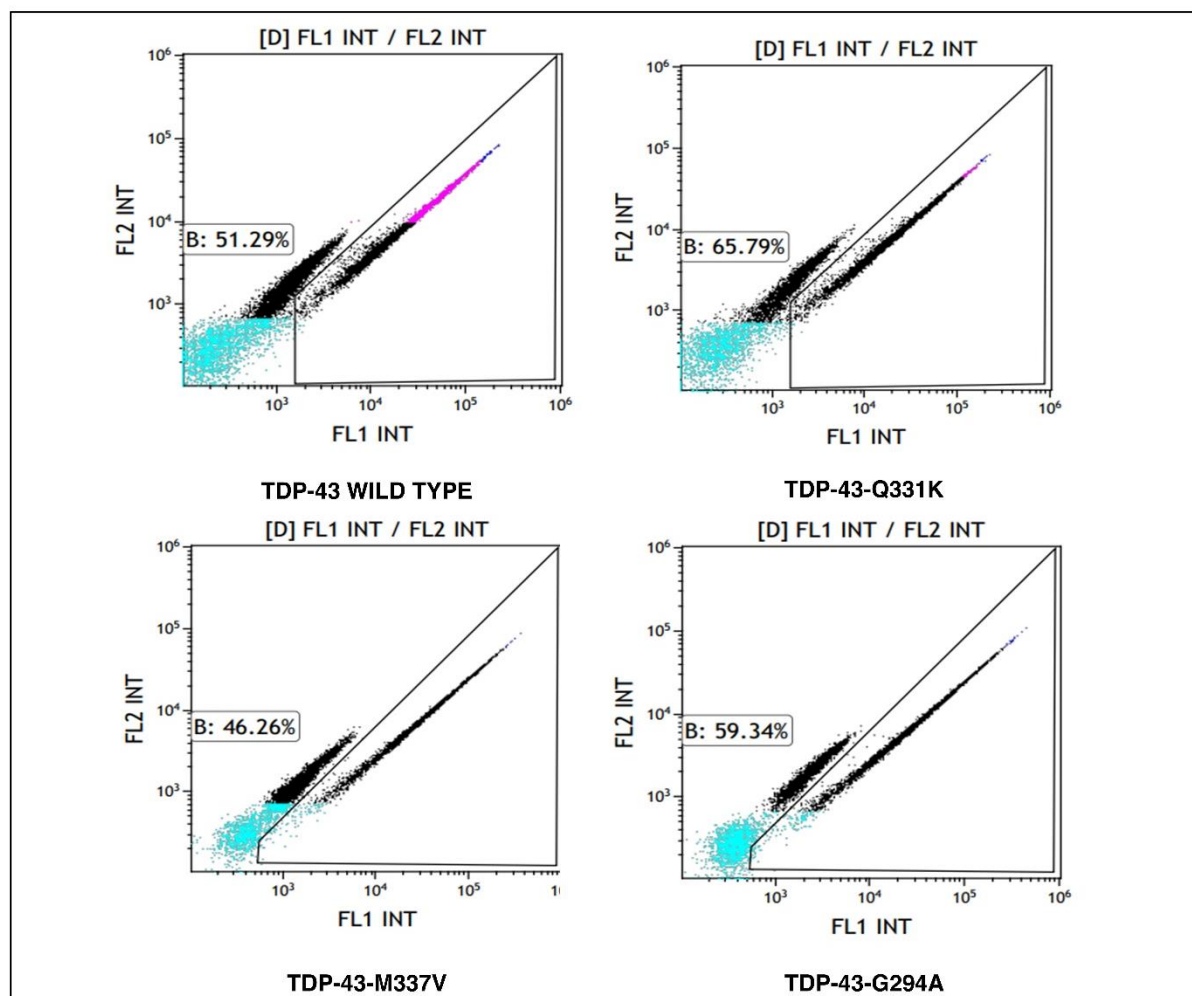 [D] FL1 INT / FL2 INT
10⁶
10⁵
10⁴
10³
FL2 INT
B: 51.29%
10³ 10⁴ 10⁵ 10⁶
FL1 INT
TDP-43 WILD TYPE
[D] FL1 INT / FL2 INT
10⁶
10⁵
10⁴
10³
FL2 INT
B: 65.79%
10³ 10⁴ 10⁵ 10⁶
FL1 INT
TDP-43-Q331K
[D] FL1 INT / FL2 INT
10⁶
10⁵
10⁴
10³
FL2 INT
B: 46.26%
10³ 10⁴ 10⁵
FL1 INT
TDP-43-M337V
[D] FL1 INT / FL2 INT
10⁶
10⁵
10⁴
10³
FL2 INT
B: 59.34%
10³ 10⁴ 10⁵ 10⁶
FL1 INT
TDP-43-G294A